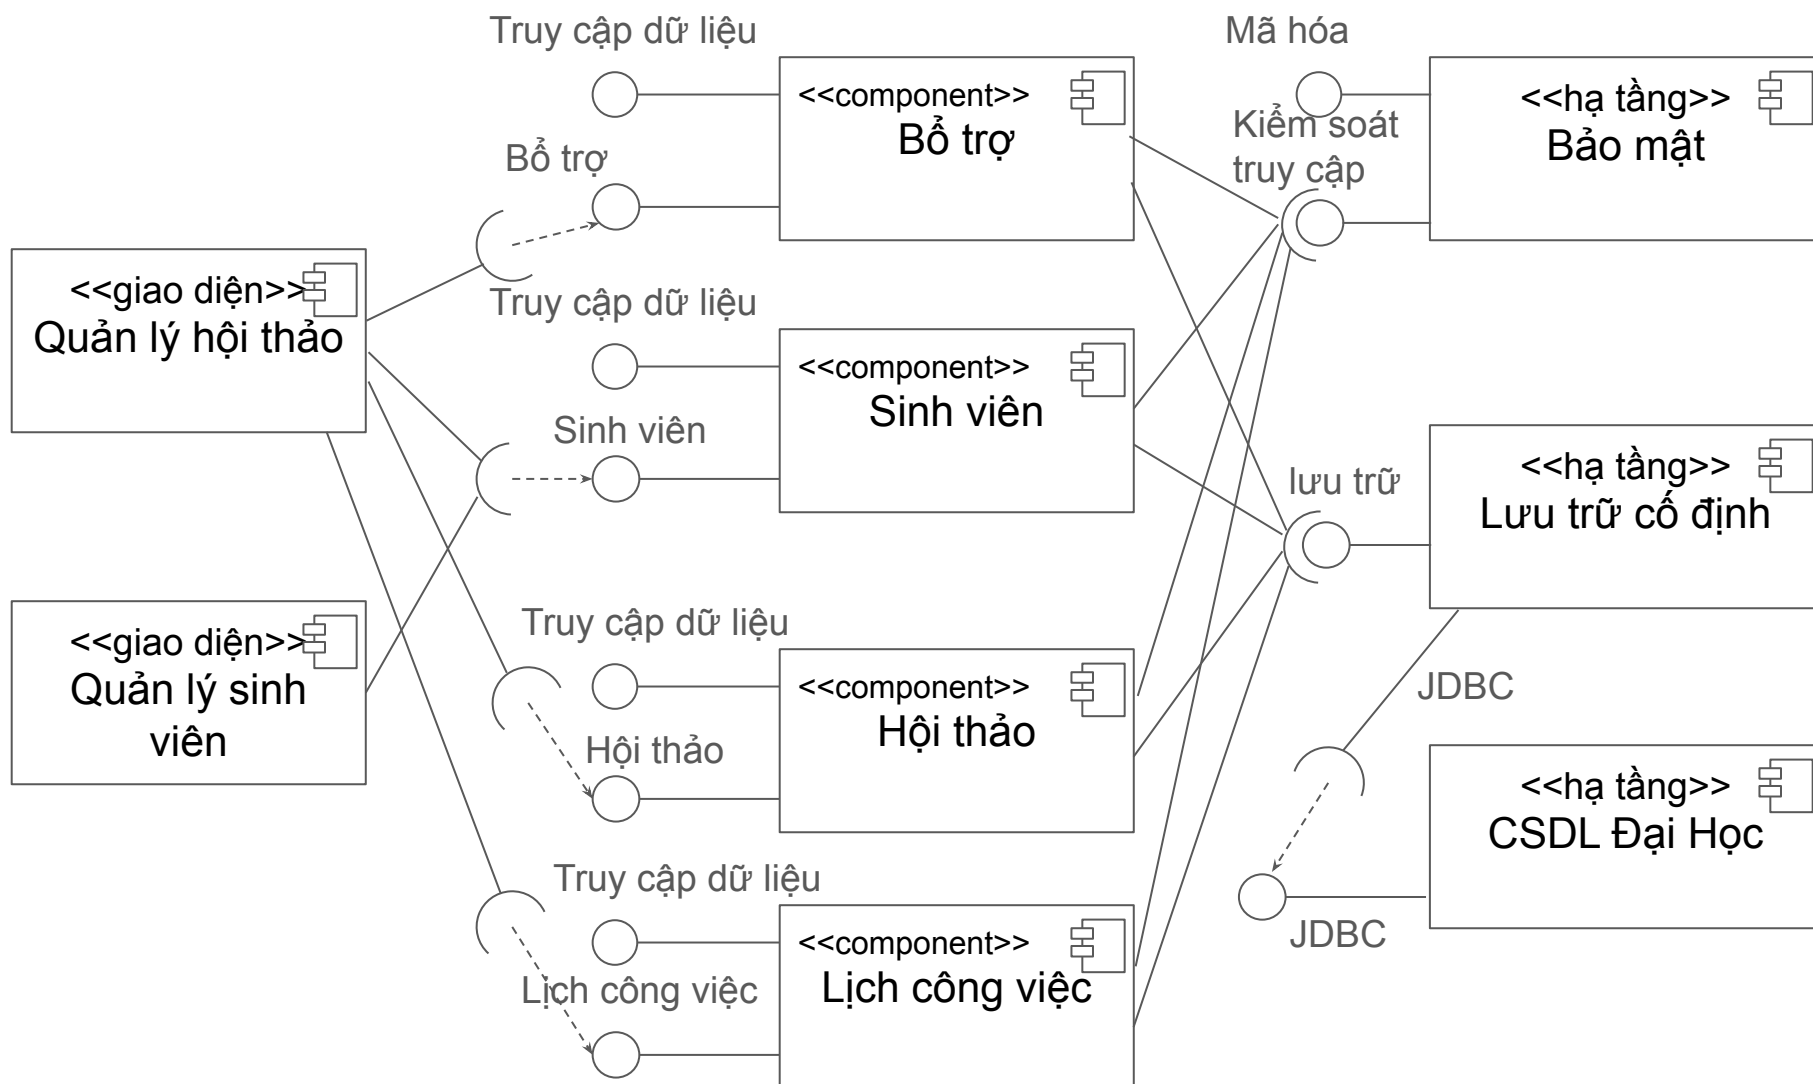 Truy cập dữ liệu
Mã hóa
<<component>>
Bổ trợ
<<hạ tầng>>
Bảo mật
Kiểm soát
truy cập
Bổ trợ
<<giao diện>>
Quản lý hội thảo
Truy cập dữ liệu
<<component>>
Sinh viên
Sinh viên
<<hạ tầng>>
Lưu trữ cố định
lưu trữ
<<giao diện>>
Quản lý sinh
viên
Truy cập dữ liệu
<<component>>
Hội thảo
Hội thảo
JDBC
<<hạ tầng>>
CSDL Đại Học
Truy cập dữ liệu
JDBC
<<component>>
Lịch công việc
Lịch công việc